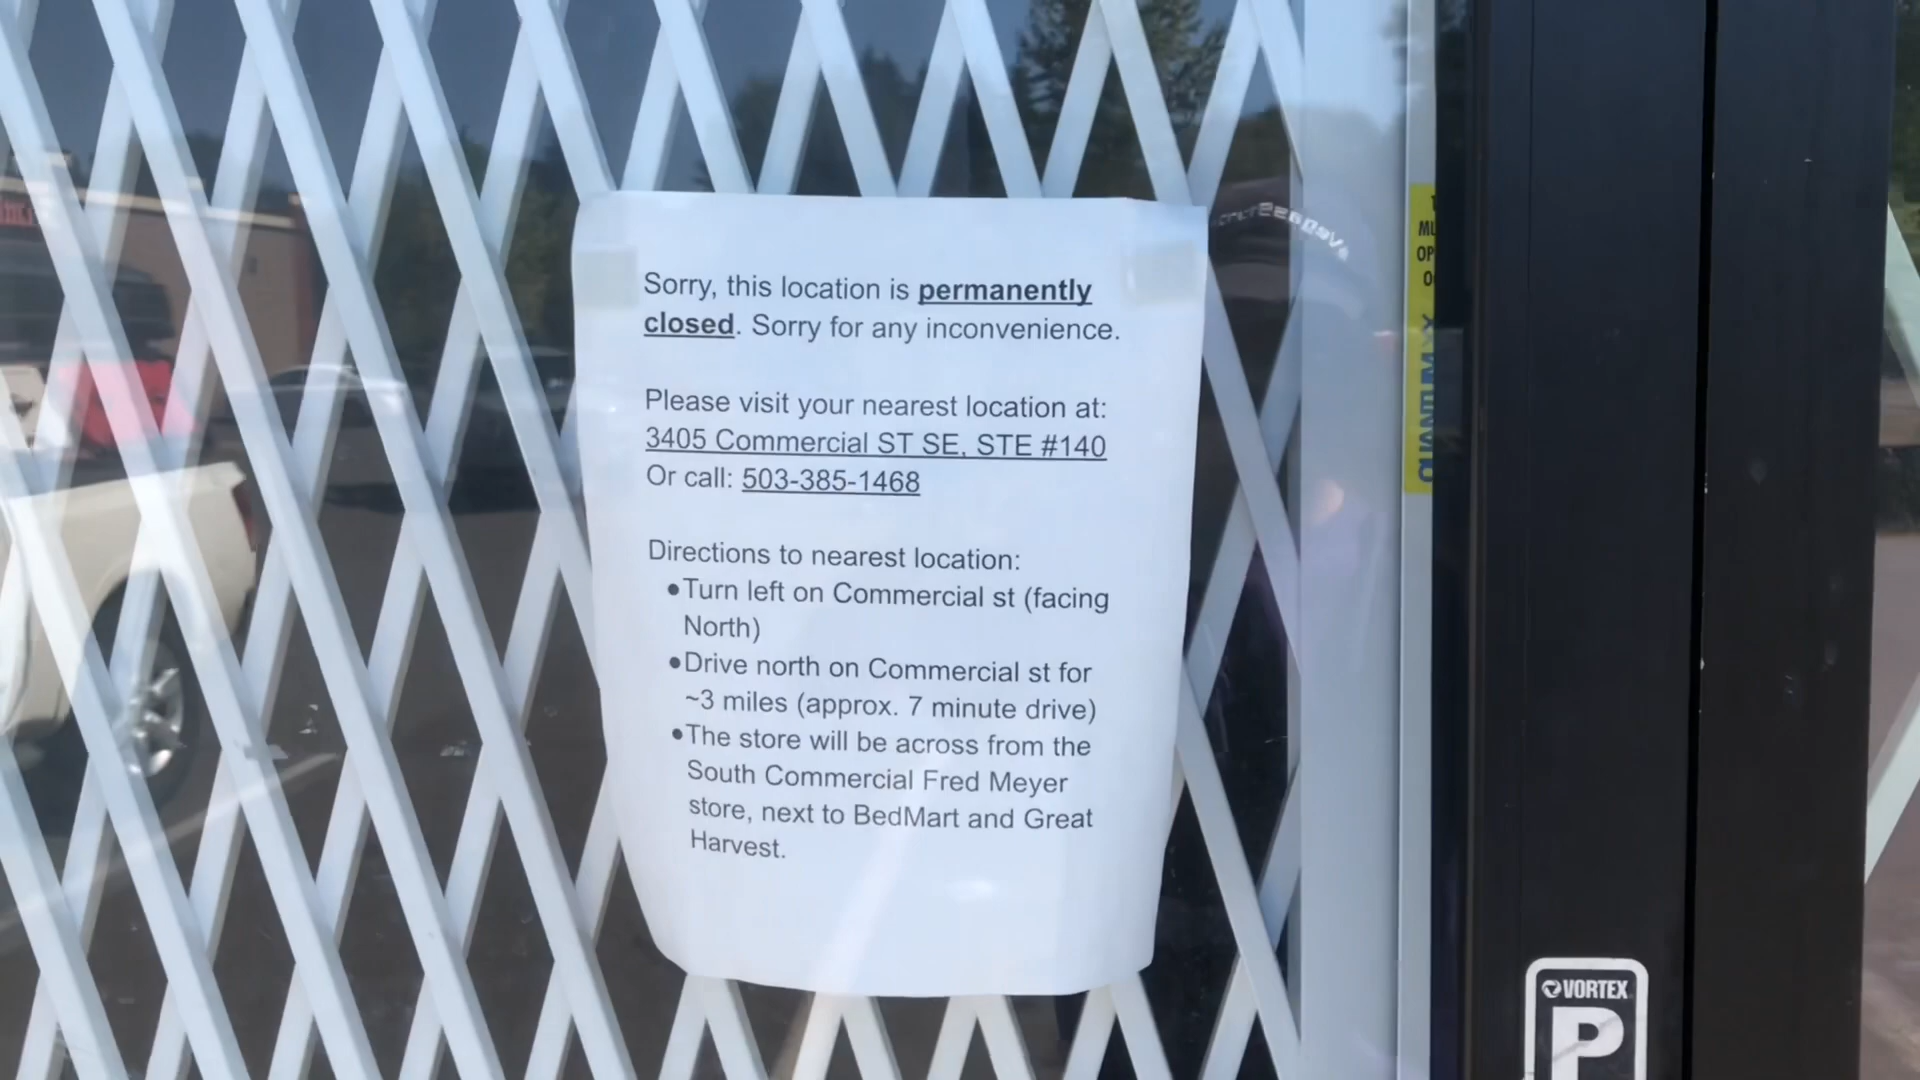 Sorry, this location is permanently
closed. Sorry for any inconvenience.
Please visit your nearest location at:
3405 Commercial ST SE, STE #140
Or call: 503-385-1468
Directions to nearest location:
•Turn left on Commercial st (facing
North)
•Drive north on Commercial st for
~3 miles (approx. 7 minute drive)
•The store will be across from the
South Commercial Fred Meyer
store, next to BedMart and Great
Harvest.
QUANUMAX
VORTEX
P